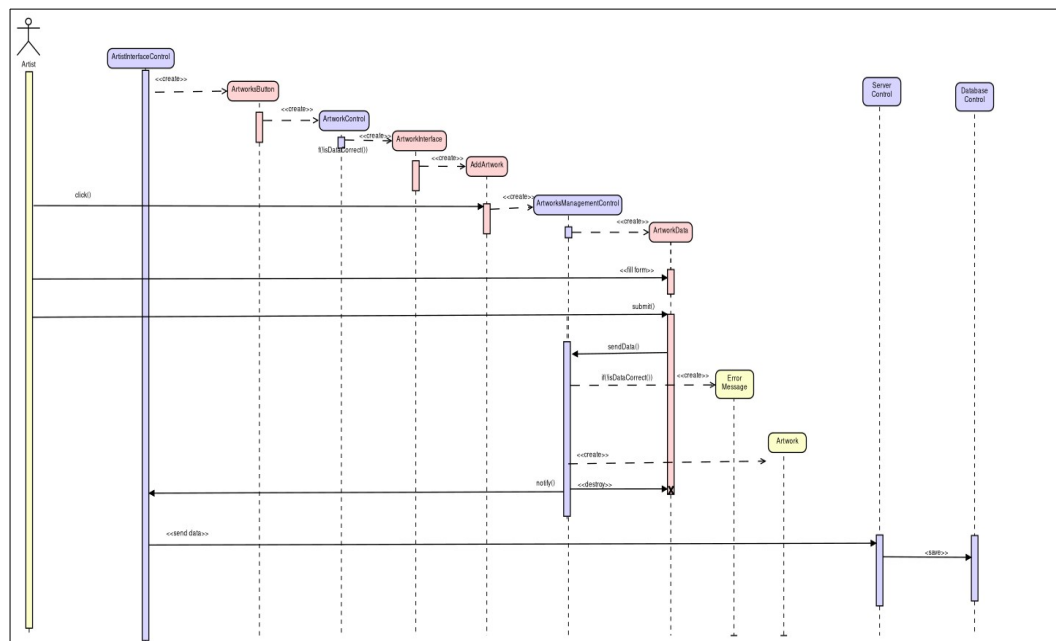 Artist
ArtistInterfaceControl
<<create>>
ArtworksButton
<<create>>
ArtworkControl
<<create>>
if(!isDataCorrect())
ArtworkInterface
<<create>>
AddArtwork
Server
Control
Database
Control
click()
<<create>>
ArtworksManagementControl
<<create>>
ArtworkData
<<fill form>>
submit()
sendData()
if(!isDataCorrect())
<<create>>
Error
Message
Artwork
<<create>>
notify()
<<destroy>>
<<send data>>
<save>>